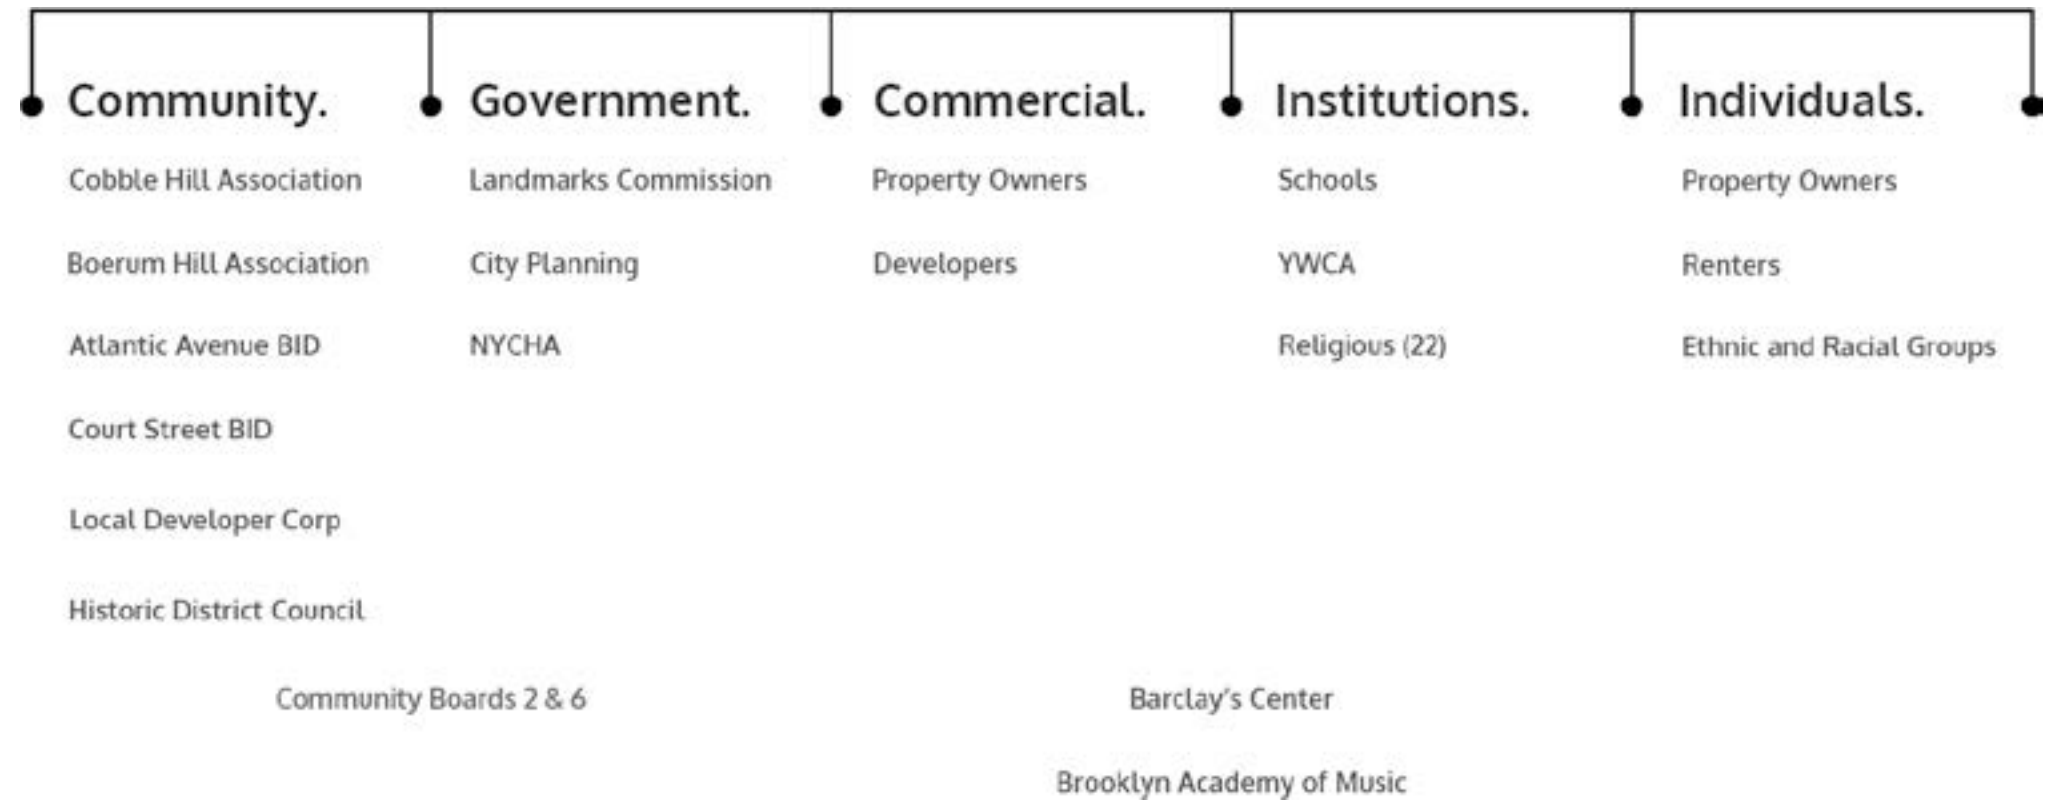 Community.
Government.
Commercial.
Institutions.
Individuals.
Cobble Hill Association
Landmarks Commission
Property Owners
Schools
Property Owners
Boerum Hill Association
City Planning
Developers
YWCA
Renters
Atlantic Avenue BID
NYCHA
Religious (22)
Ethnic and Racial Groups
Court Street BID
Local Developer Corp
Historic District Council
Community Boards 2 & 6
Barclay's Center
Brooklyn Academy of Music